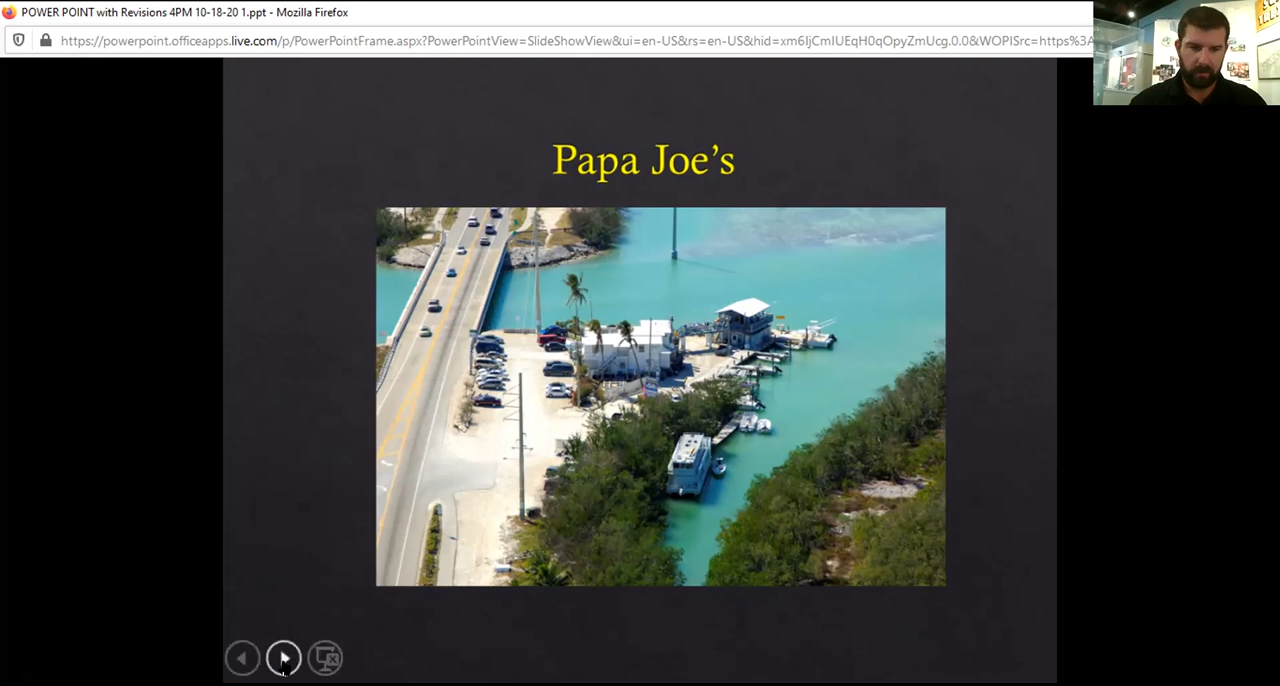 POWER POINT with Revisions 4PM 10-18-20 1.ppt - Mozilla Firefox
https://powerpoint.officeapps.live.com/p/PowerPointFrame.aspx?PowerPointView=SlideShowView&ui=en-US&rs=en-US&hid=xm6IjCmIUEqH0qOpyZmUcg.0.0&WOPISrc=https%3A
Papa Joe's